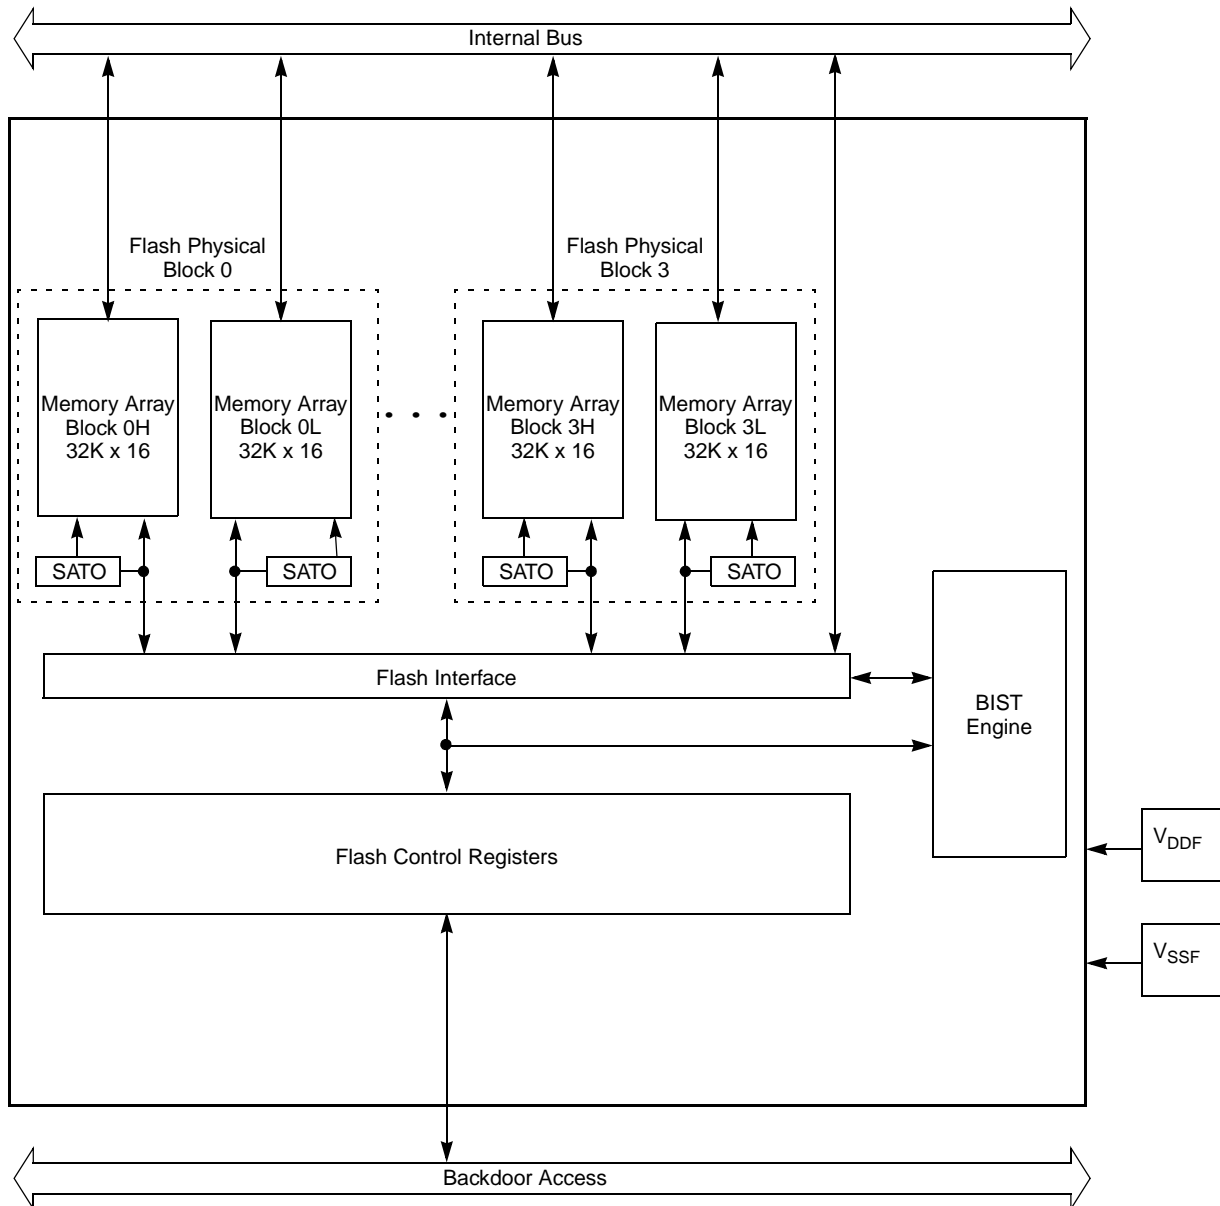 Internal Bus
Flash Physical
Block 0
Flash Physical
Block 3
Memory Array
Block 0H
32K x 16
Memory Array
Block 0L
32K x 16
Memory Array
Block 3H
32K x 16
Memory Array
Block 3L
32K x 16
SATO
SATO
SATO
SATO
Flash Interface
BIST
Engine
Flash Control Registers
VDDF
VSSF
Backdoor Access